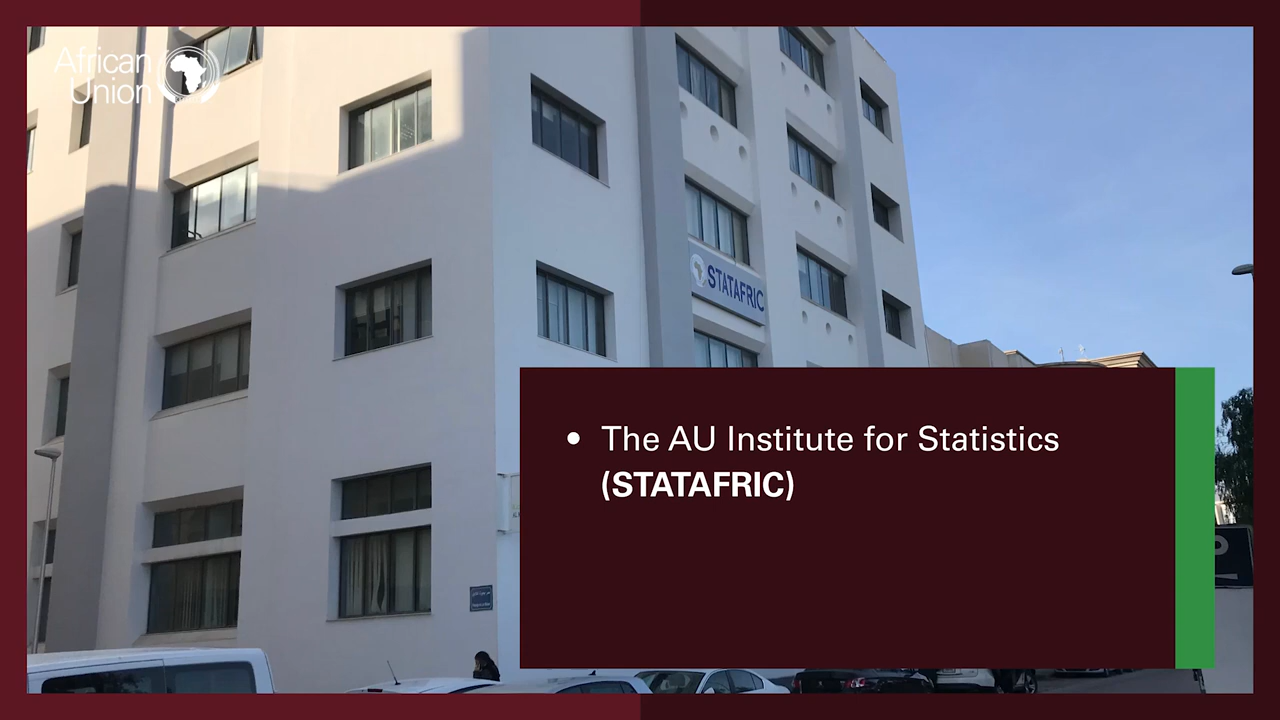 African
Union
STATAFRIC
• The AU Institute for Statistics
(STATAFRIC)